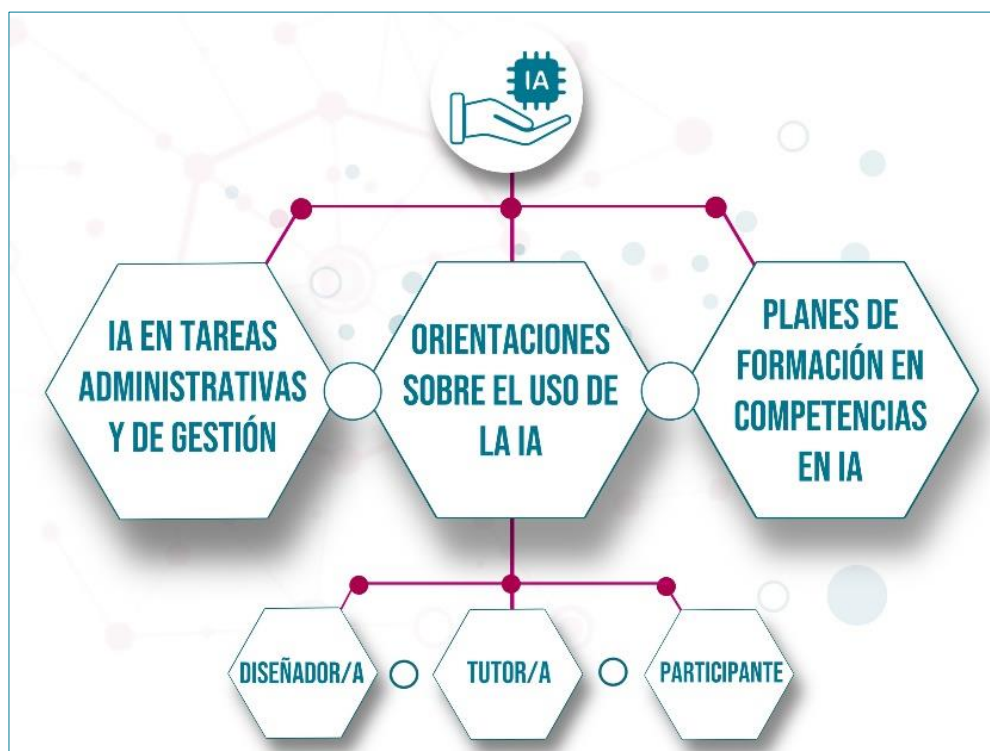 IA
IA EN TAREAS
ADMINISTRATIVAS
Y DE GESTIÓN
ORIENTACIONES
SOBRE EL USO DE
LA IA
PLANES DE
FORMACIÓN EN
COMPETENCIAS
EN IA
DISEÑADOR/A
TUTOR/A
PARTICIPANTE